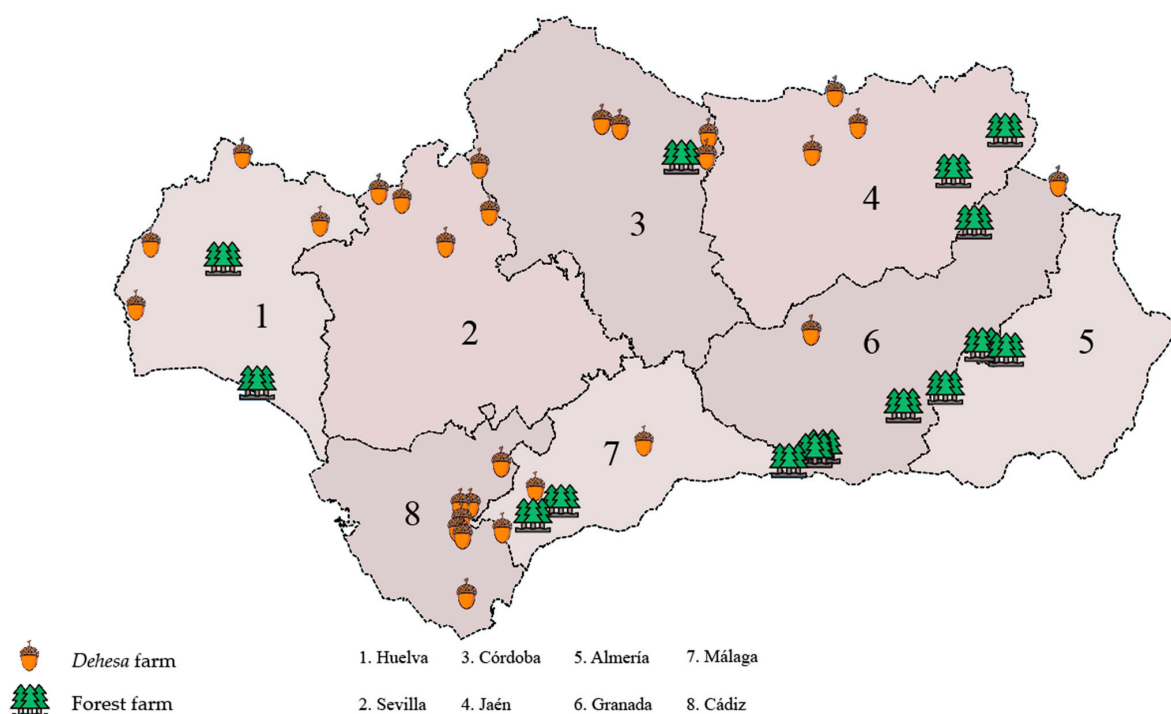 3
4
1
2
6
5
7
8
Dehesa farm
1. Huelva 3. Córdoba 5. Almería 7. Málaga
Forest farm
2. Sevilla 4. Jaén 6. Granada 8. Cádiz